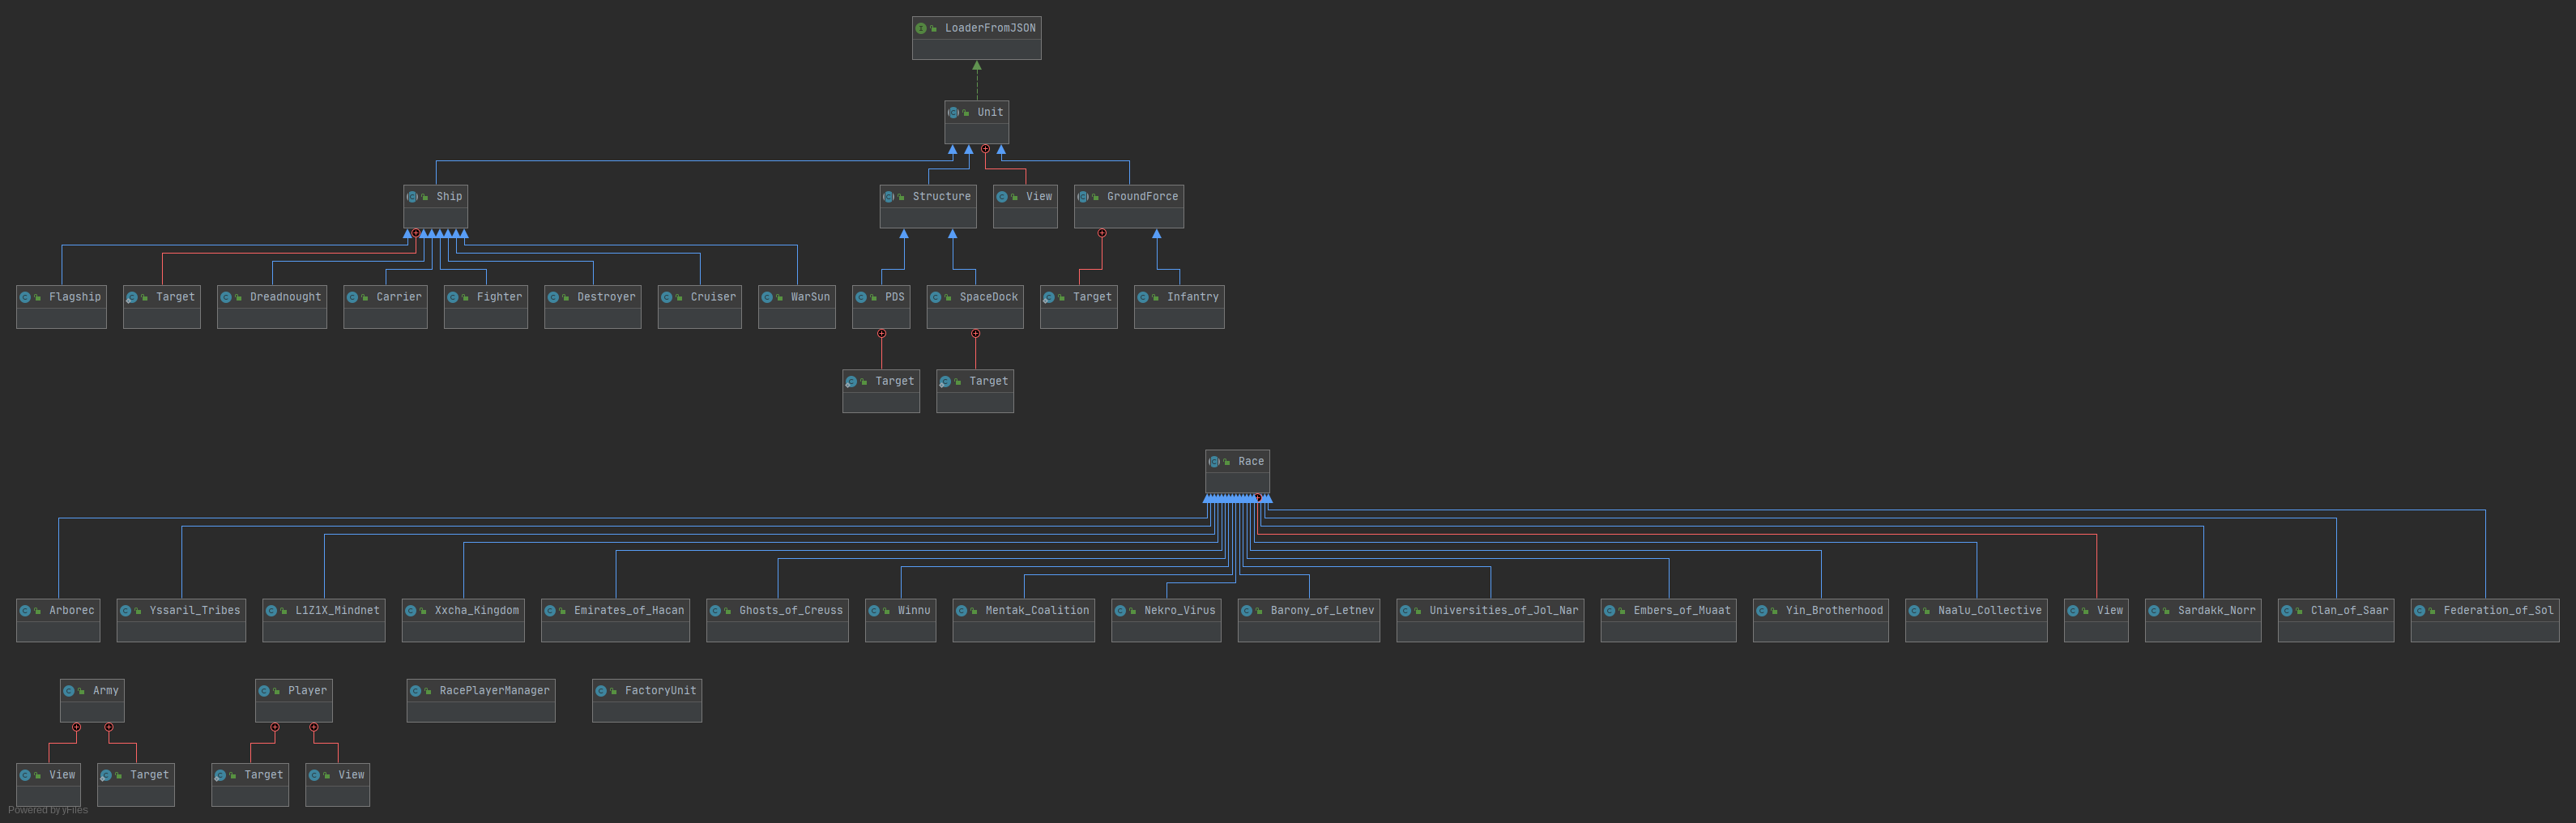 LoaderFromJSON
Unit
Ship
Structure
View
GroundForce
Flagship
Target
Dreadnought
Carrier
Fighter
Destroyer
Cruiser
WarSun
PDS
SpaceDock
Target
Infantry
Target
Target
Race
Arborec
Yssaril_Tribes
L1Z1X_Mindnet
Xxcha_Kingdom
Emirates_of_Hacan
Ghosts_of_Creuss
Winnu
Mentak_Coalition
Nekro_Virus
Barony_of_Letnev
Universities_of_Jol_Nar
Embers_of_Muaat
Yin_Brotherhood
Naalu_Collective
View
Sardakk_Norr
Clan_of_Saar
Federation_of_Sol
Army
Player
RacePlayerManager
FactoryUnit
View
Target
Target
View
Powered by yFiles